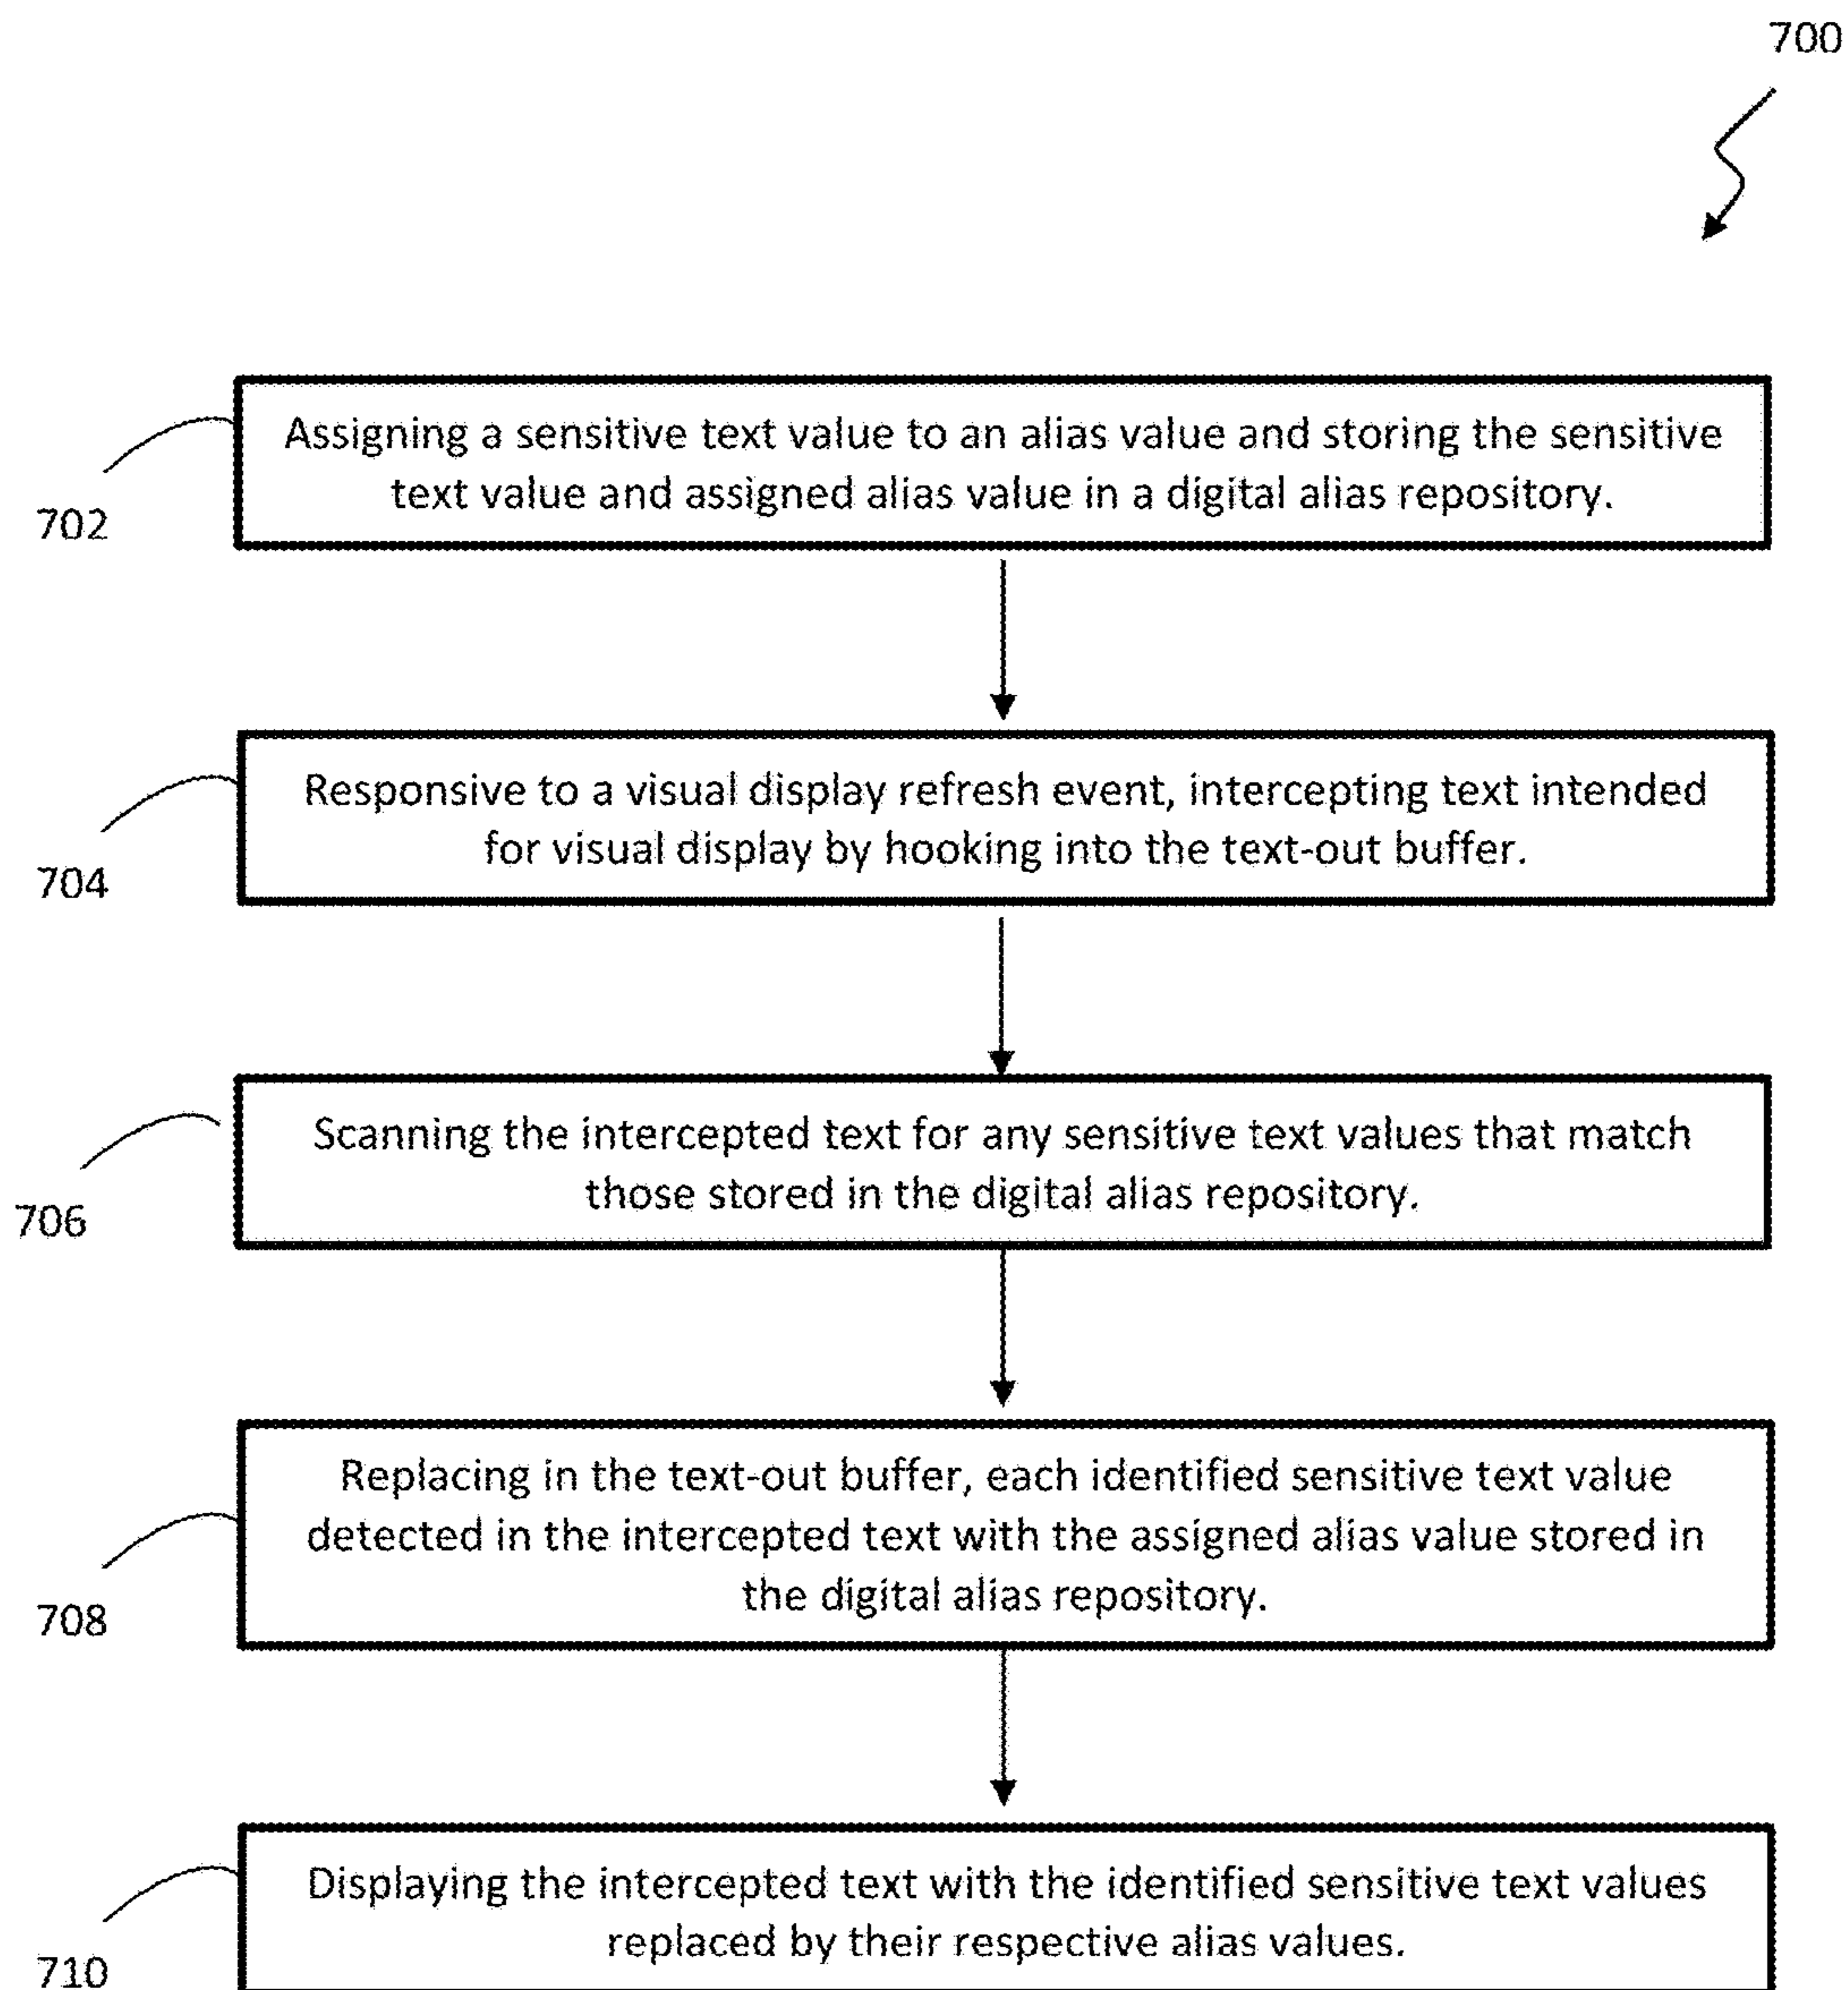 700
Assigning a sensitive text value to an alias value and storing the sensitive
text value and assigned alias value in a digital alias repository.
702
Responsive to a visual display refresh event, intercepting text intended
for visual display by hooking into the text-out buffer.
704
Scanning the intercepted text for any sensitive text values that match
those stored in the digital alias repository.
706
Replacing in the text-out buffer, each identified sensitive text value
detected in the intercepted text with the assigned alias value stored in
the digital alias repository.
708
Displaying the intercepted text with the identified sensitive text values
replaced by their respective alias values.
710